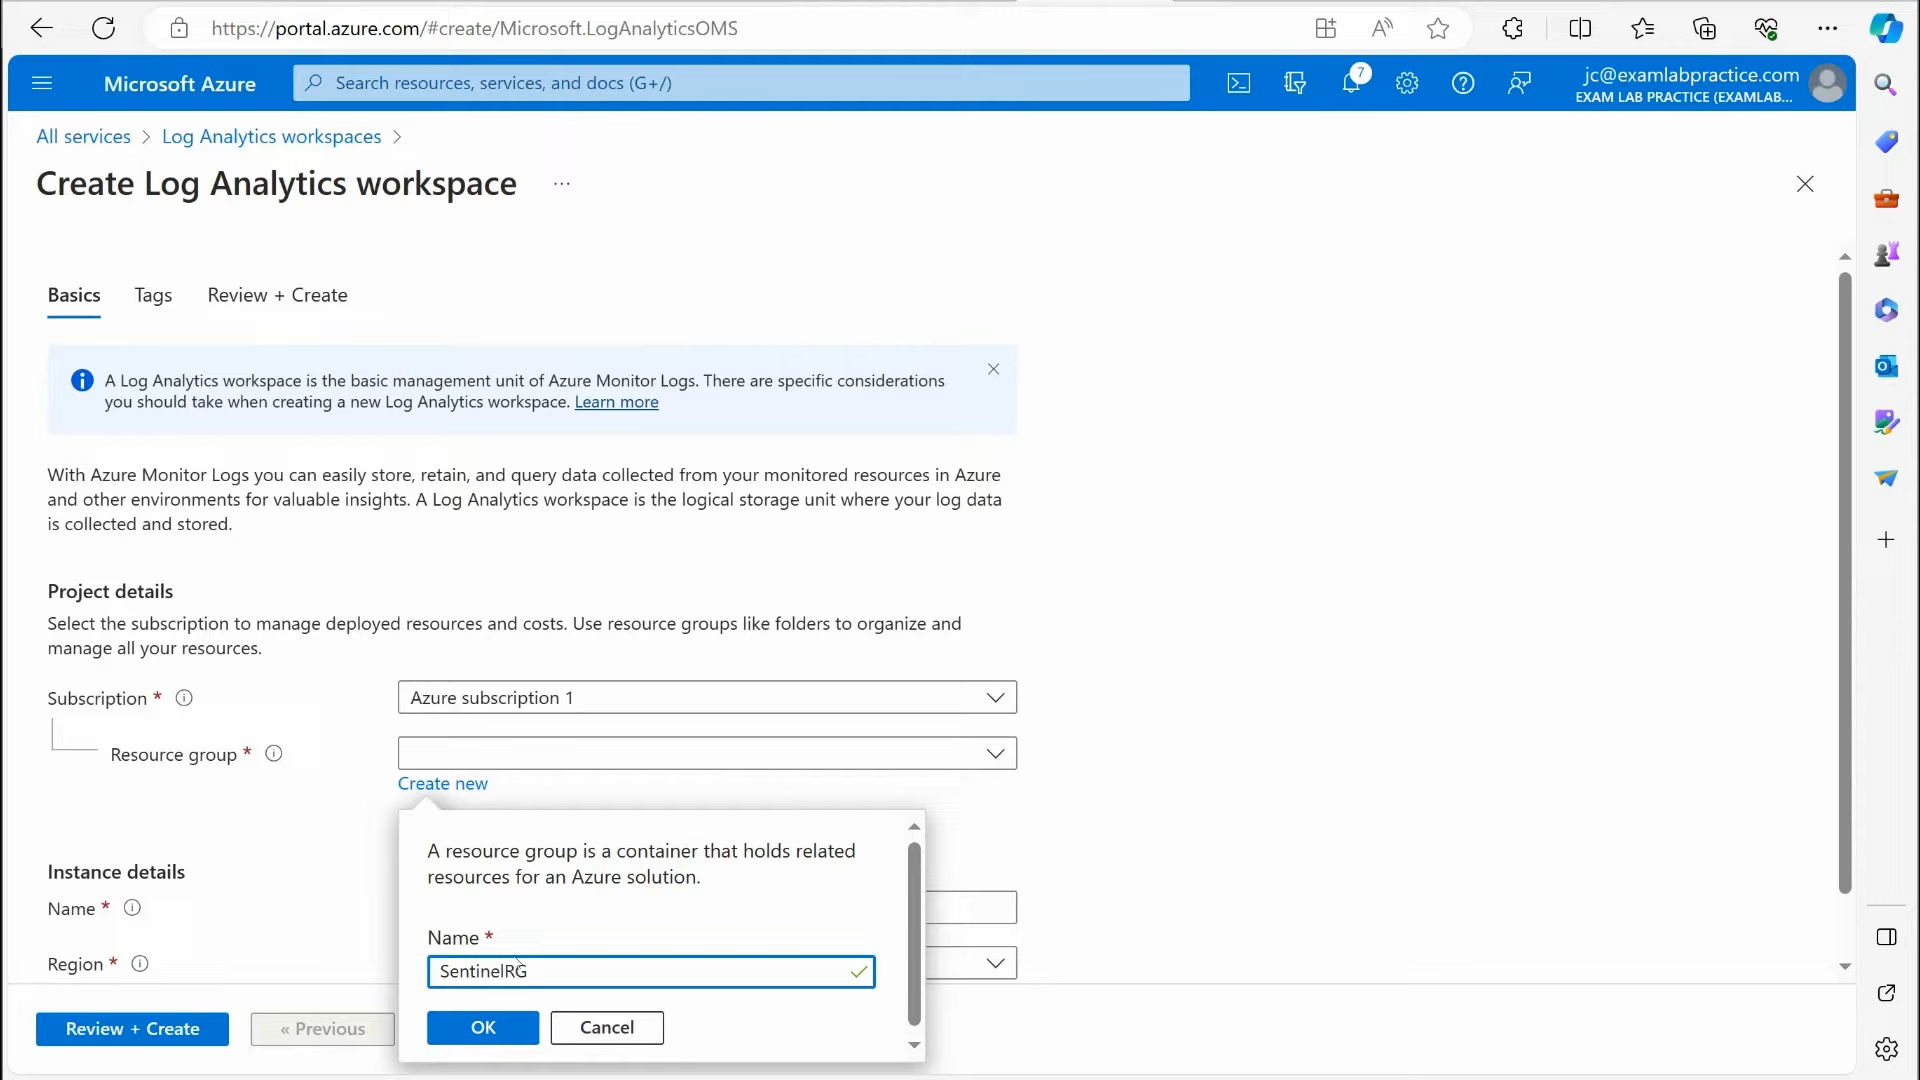 https://portal.azure.com/#create/Microsoft.LogAnalyticsOMS
Microsoft Azure
Search resources, services, and docs (G+/)
7
jc@examlabpractice.com
EXAM LAB PRACTICE (EXAMLAB...
All services > Log Analytics workspaces >
Create Log Analytics workspace ...
Basics
Tags
Review + Create
A Log Analytics workspace is the basic management unit of Azure Monitor Logs. There are specific considerations
you should take when creating a new Log Analytics workspace. Learn more
With Azure Monitor Logs you can easily store, retain, and query data collected from your monitored resources in Azure
and other environments for valuable insights. A Log Analytics workspace is the logical storage unit where your log data
is collected and stored.
Project details
Select the subscription to manage deployed resources and costs. Use resource groups like folders to organize and
manage all your resources.
Subscription *
Azure subscription 1
Resource group *
Create new
A resource group is a container that holds related
resources for an Azure solution.
Name *
SentinelRG
OK
Cancel
Instance details
Name *
Region *
Review + Create
« Previous